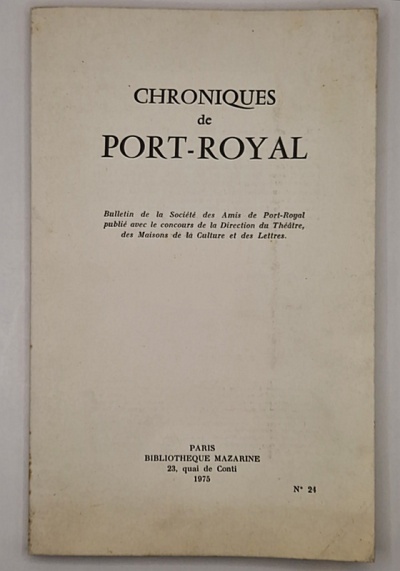 CHRONIQUES
de
PORT-ROYAL
Bulletin de la Société des Amis de Port-Royal
publié avec le concours de la Direction du Théâtre,
des Maisons de la Culture et des Lettres.
PARIS
BIBLIOTHEQUE MAZARINE
23, quai de Conti
1975
N° 24